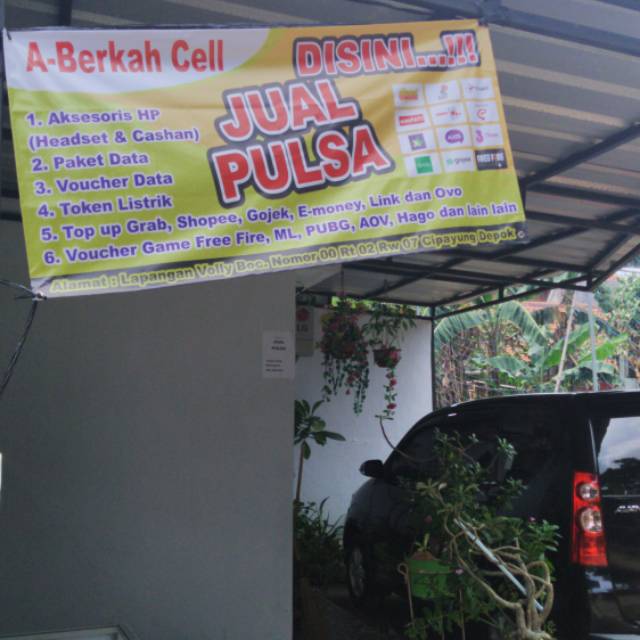 A-Berkah Cell
DISINI...!!!
JUAL
PULSA
1. Aksesoris HP
(Headset & Cashan)
2. Paket Data
3. Voucher Data
4. Token Listrik
5. Top up Grab, Shopee, Gojek, E-money, Link dan Ovo
6. Voucher Game Free Fire, ML, PUBG, AOV, Hago dan lain lain
Alamat : Lapangan Volly Boc. Nomor 00 Rt 02 Rw 07 Cipayung Depok